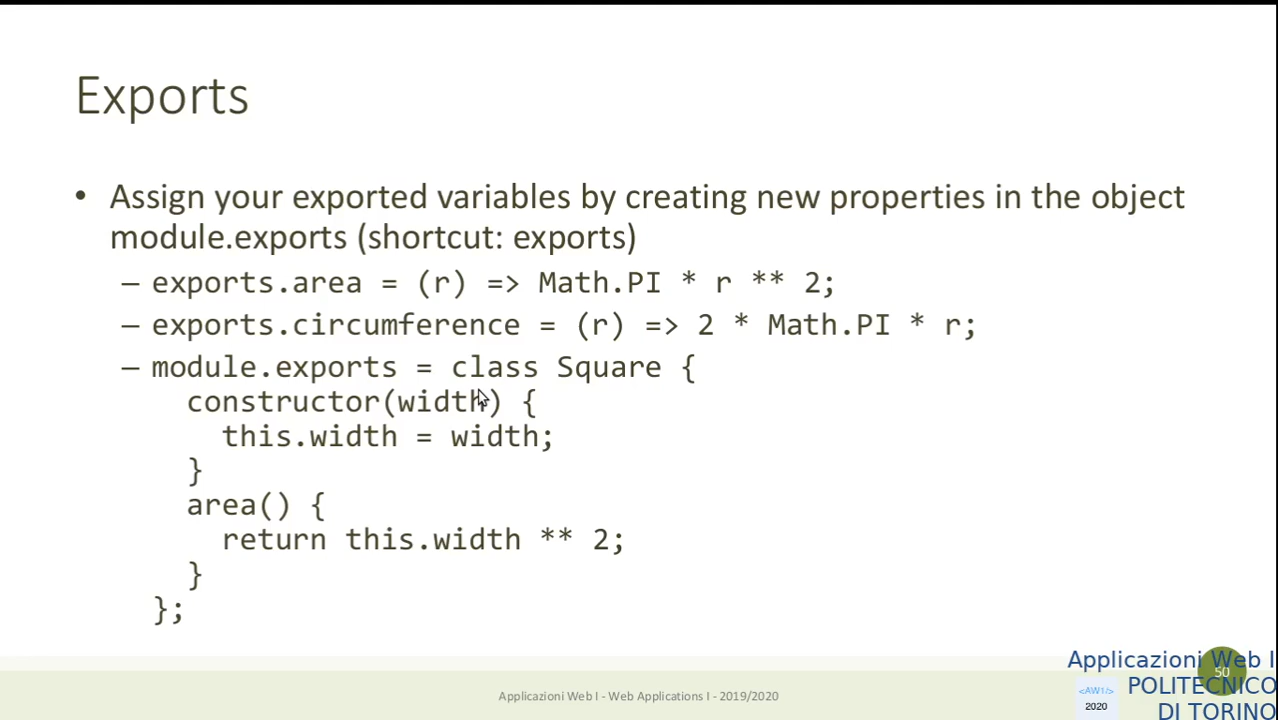 Exports
• Assign your exported variables by creating new properties in the object
module.exports (shortcut: exports)
– exports.area = (r) => Math.PI * r ** 2;
– exports.circumference = (r) => 2 * Math.PI * r;
– module.exports = class Square {
constructor(width) {
this.width = width;
}
area() {
return this.width ** 2;
}
};
Applicazioni Web I - Web Applications I - 2019/2020
50
Applicazioni Web I
POLITECNICO
DI TORINO
<AW1/>
2020